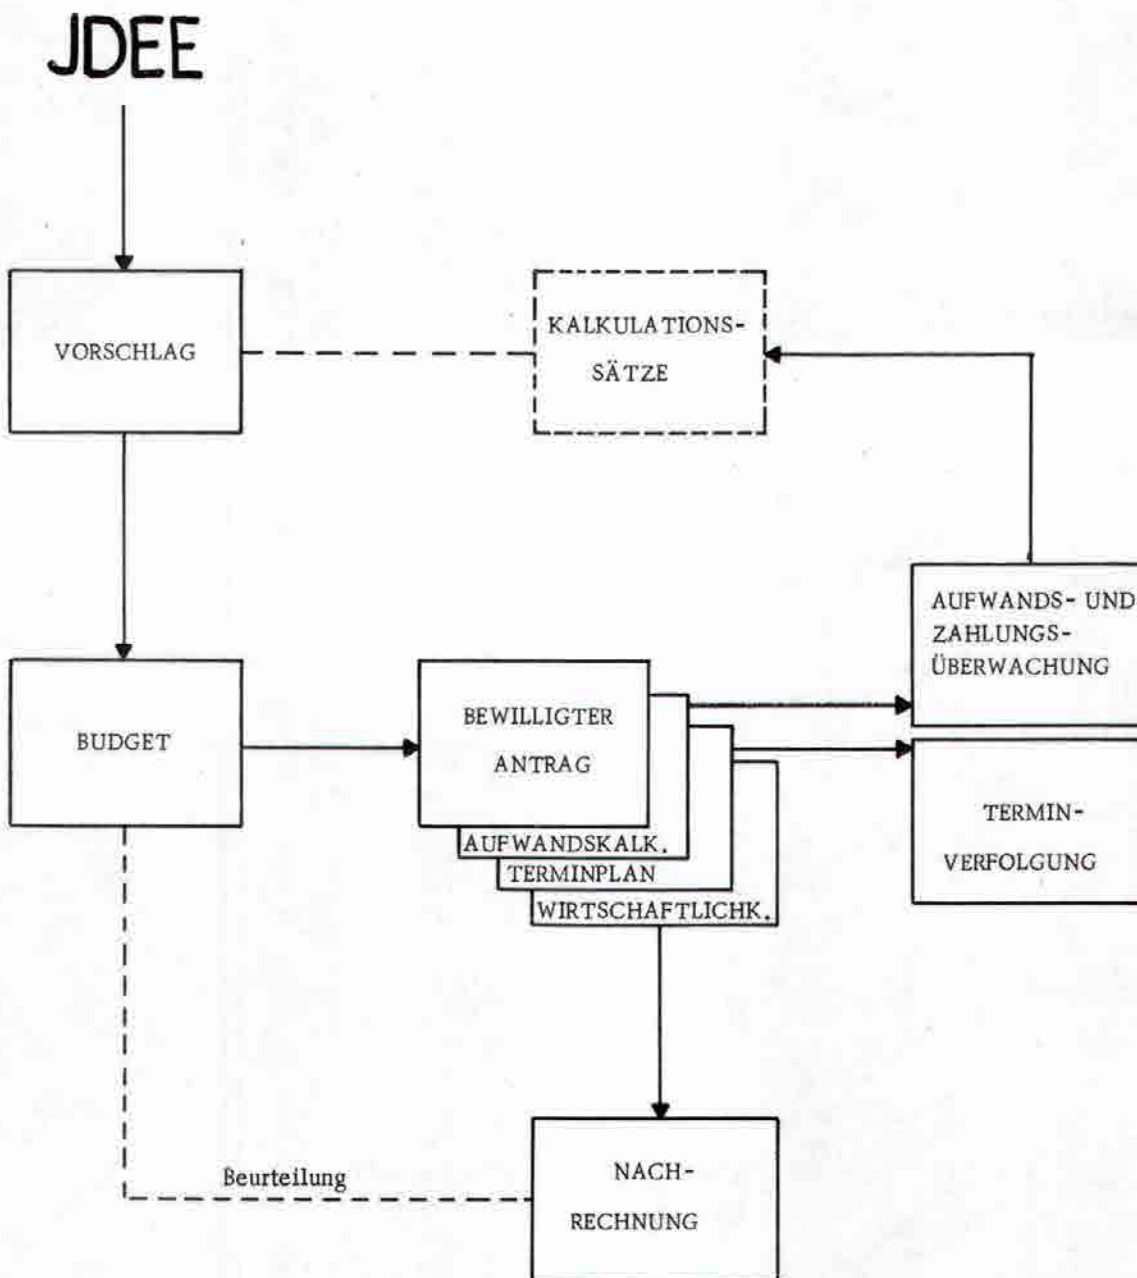 JDEE
VORSCHLAG
KALKULATIONS-
SÄTZE
AUFWANDS- UND
ZAHLUNGS-
ÜBERWACHUNG
BUDGET
BEWILLIGTER
ANTRAG
AUFWANDSKALK.
TERMINPLAN
WIRTSCHAFTLICHK.
TERMIN-
VERFOLGUNG
Beurteilung
NACH-
RECHNUNG